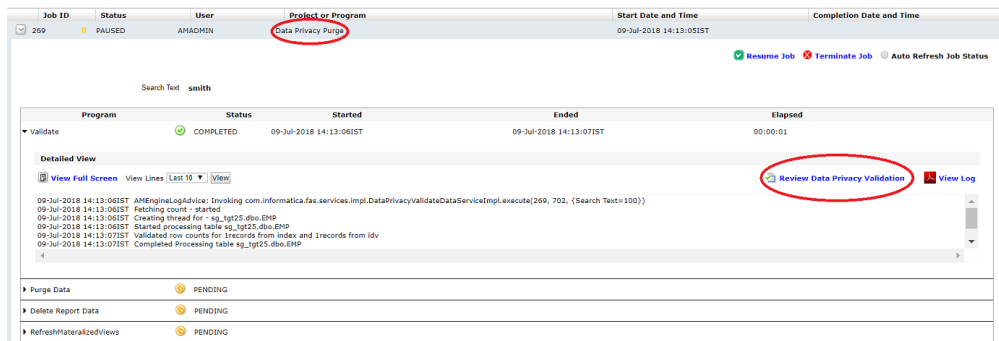 Job ID Status User Project or Program Start Date and Time Completion Date and Time
269 PAUSED AMADMIN Data Privacy Purge 09-Jul-2018 14:13:05IST
Resume Job Terminate Job Auto Refresh Job Status
Search Text smith
Program Status Started Ended Elapsed
Validate COMPLETED 09-Jul-2018 14:13:06IST 09-Jul-2018 14:13:07IST 00:00:01
Detailed View
View Full Screen View Lines Last 10 View Review Data Privacy Validation View Log
09-Jul-2018 14:13:06IST AMEngineLogAdvice: Invoking com.informatica.fas.services.impl.DataPrivacyValidateDataServiceImpl.execute(269, 702, {Search Text=100})
09-Jul-2018 14:13:06IST Fetching count - started
09-Jul-2018 14:13:06IST Creating thread for - sg_tgt25.dbo.EMP
09-Jul-2018 14:13:06IST Started processing table sg_tgt25.dbo.EMP
09-Jul-2018 14:13:07IST Validated row counts for 1records from index and 1records from idv
09-Jul-2018 14:13:07IST Completed Processing table sg_tgt25.dbo.EMP
Purge Data PENDING
Delete Report Data PENDING
RefreshMateralizedViews PENDING